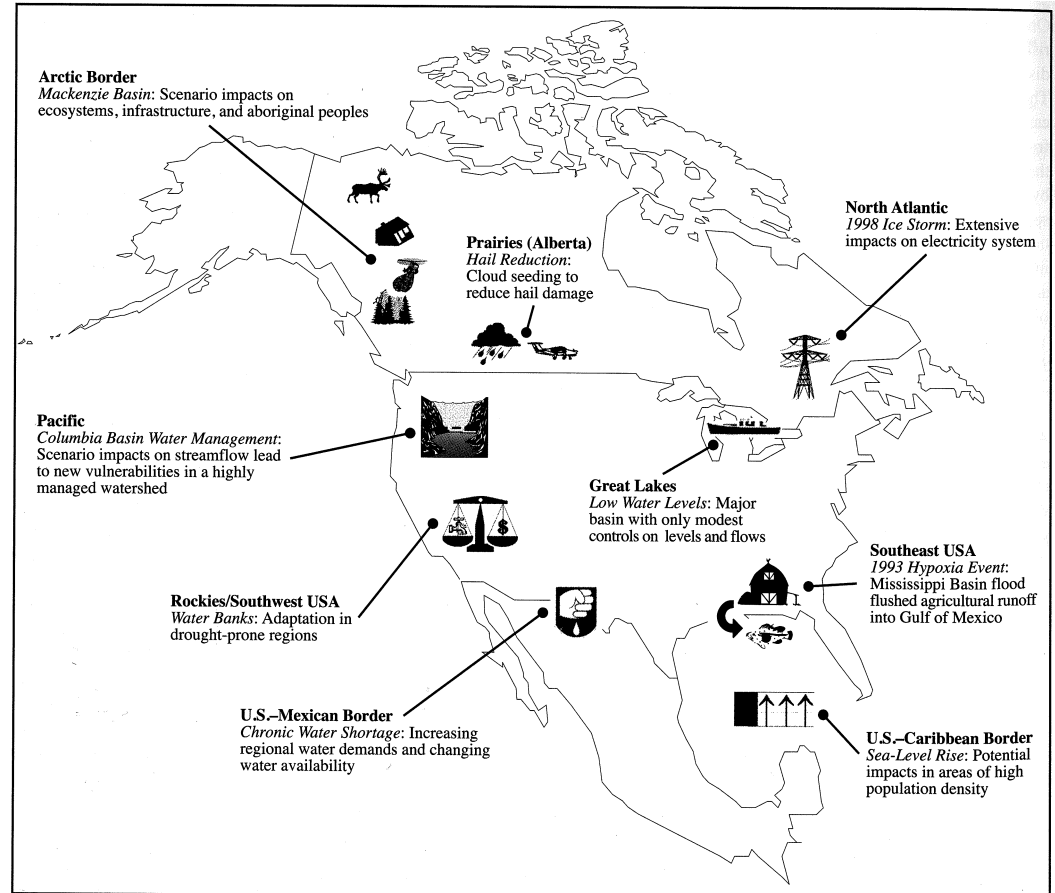 Arctic Border
Mackenzie Basin: Scenario impacts on
ecosystems, infrastructure, and aboriginal peoples
North Atlantic
1998 Ice Storm: Extensive
impacts on electricity system
Prairies (Alberta)
Hail Reduction:
Cloud seeding to
reduce hail damage
Pacific
Columbia Basin Water Management:
Scenario impacts on streamflow lead
to new vulnerabilities in a highly
managed watershed
Great Lakes
Low Water Levels: Major
basin with only modest
controls on levels and flows
$
Southeast USA
1993 Hypoxia Event:
Mississippi Basin flood
flushed agricultural runoff
into Gulf of Mexico
Rockies/Southwest USA
Water Banks: Adaptation in
drought-prone regions
U.S.–Mexican Border
Chronic Water Shortage: Increasing
regional water demands and changing
water availability
U.S.–Caribbean Border
Sea-Level Rise: Potential
impacts in areas of high
population density